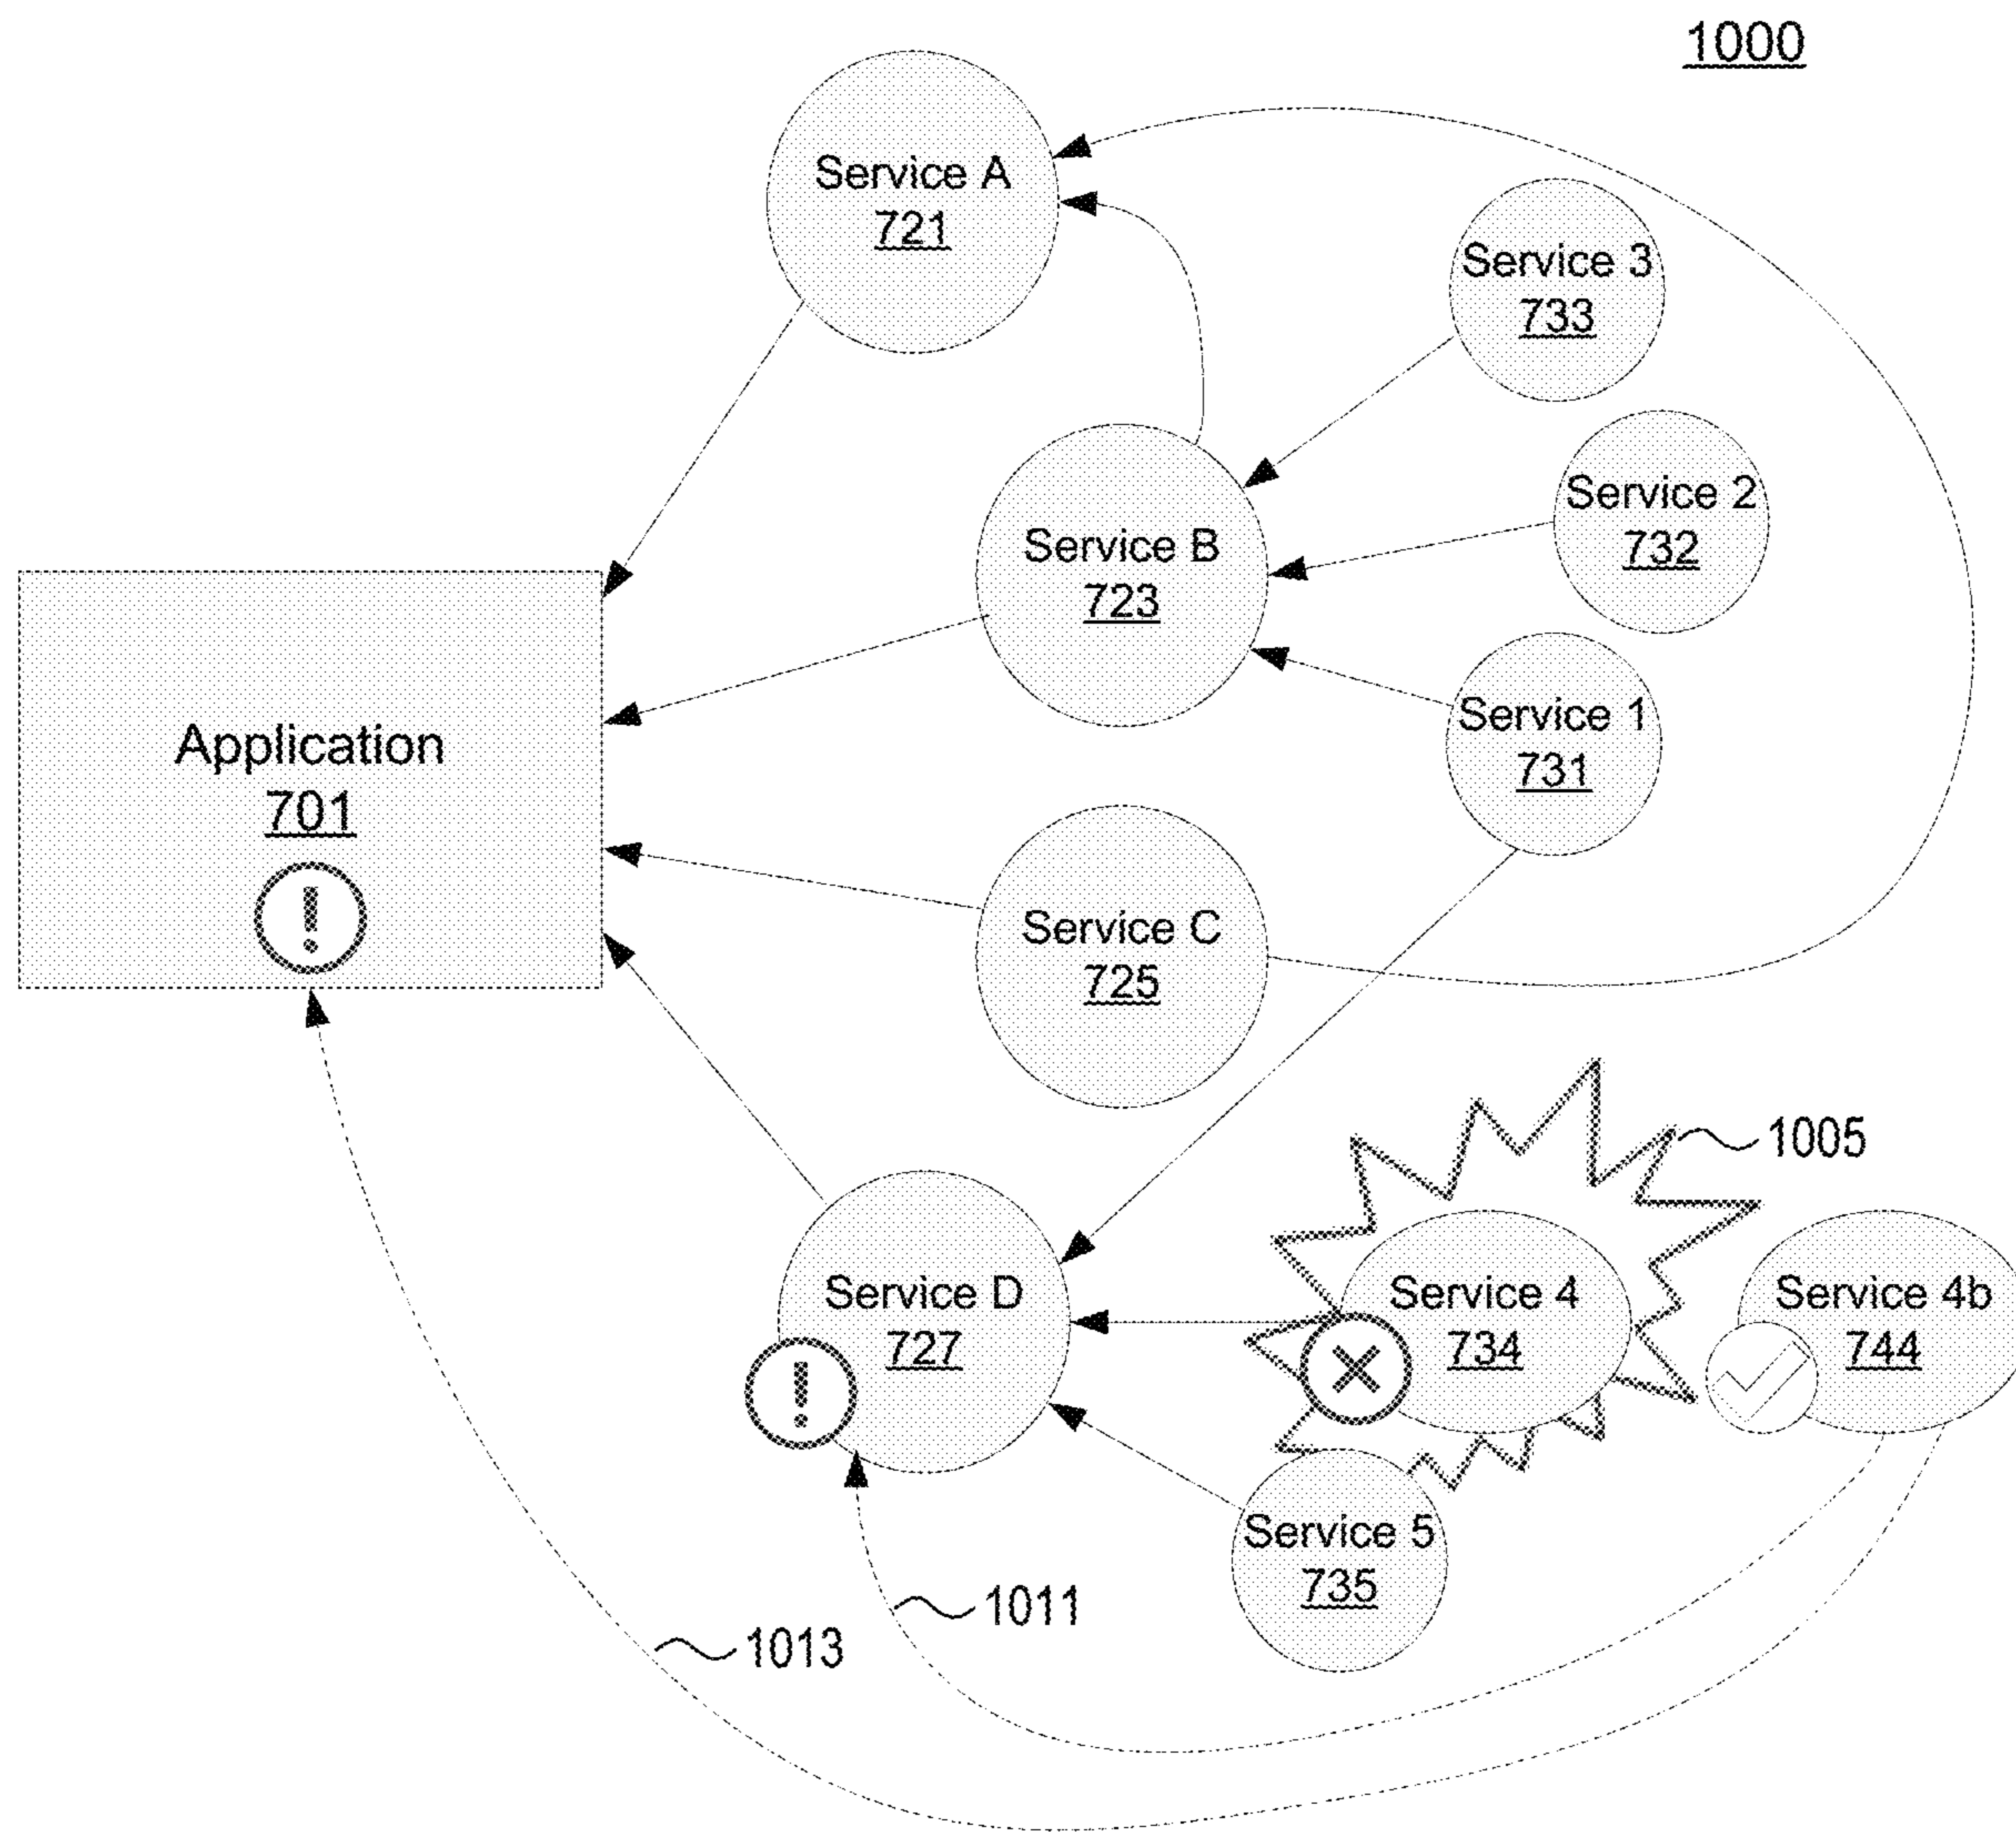 1000
Service A
721
Service 3
733
Service 2
732
Service B
723
Service 1
731
Application
701
!
Service C
725
1005
Service D
727
!
Service 4
734
Service 4b
744
Service 5
735
1011
1013